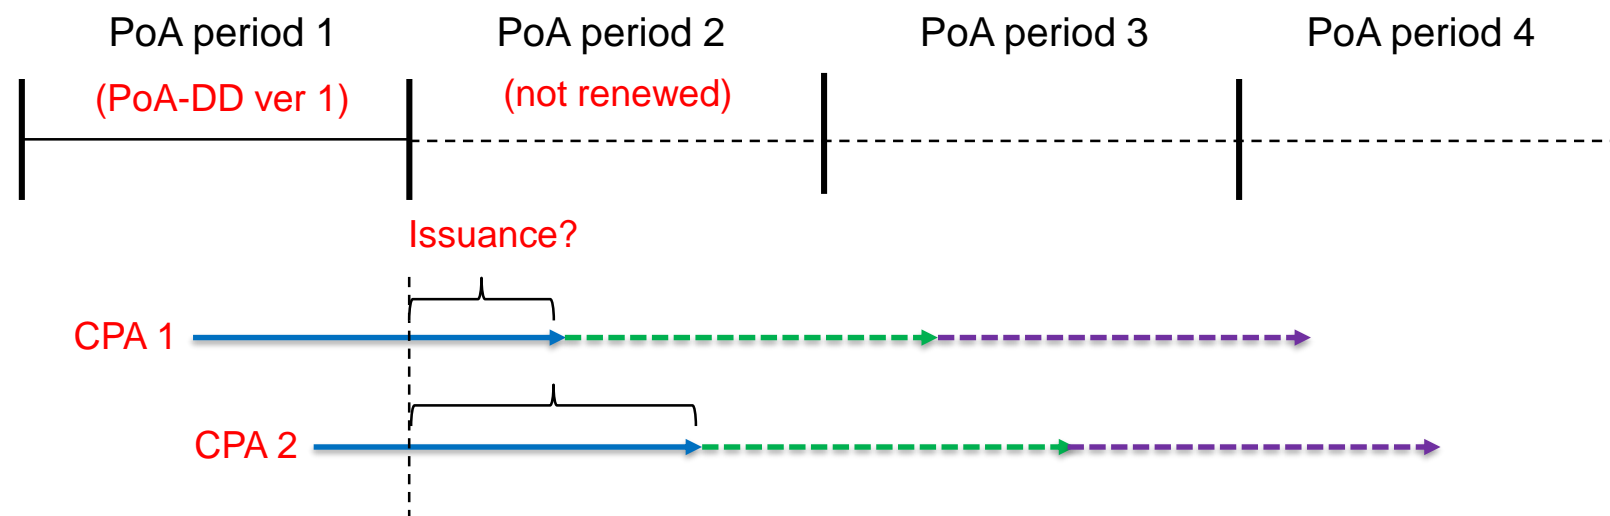 PoA period 1
PoA period 2
PoA period 3
PoA period 4
(PoA-DD ver 1)
(not renewed)
Issuance?
CPA 1
CPA 2